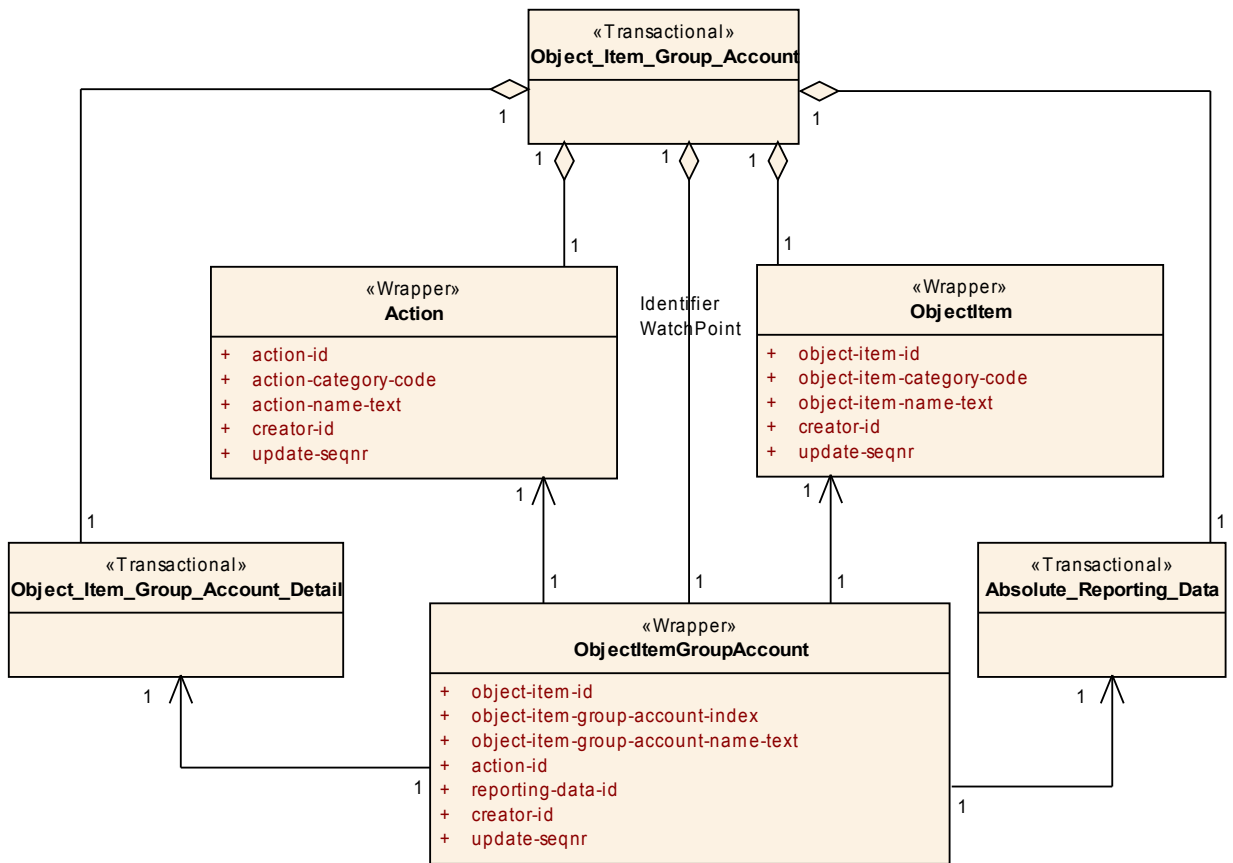 «Transactional»
Object_Item_Group_Account
1
1
1
1
1
1
1
«Wrapper»
Action
+ action-id
+ action-category-code
+ action-name-text
+ creator-id
+ update-seqnr
Identifier
WatchPoint
«Wrapper»
ObjectItem
+ object-item-id
+ object-item-category-code
+ object-item-name-text
+ creator-id
+ update-seqnr
1
1
1
1
«Transactional»
Object_Item_Group_Account_Detail
1
1
1
«Transactional»
Absolute_Reporting_Data
«Wrapper»
ObjectItemGroupAccount
+ object-item-id
+ object-item-group-account-index
+ object-item-group-account-name-text
+ action-id
+ reporting-data-id
+ creator-id
+ update-seqnr
1
1
1
1